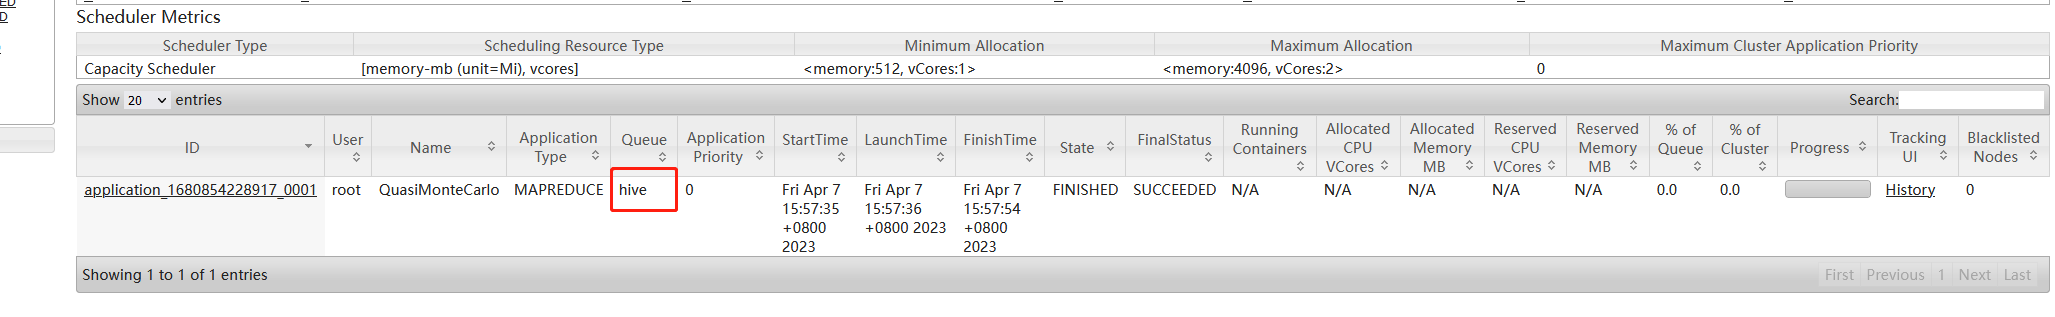 Scheduler Metrics
Scheduler Type Scheduling Resource Type Minimum Allocation Maximum Allocation Maximum Cluster Application Priority
Capacity Scheduler [memory-mb (unit=Mi), vcores] <memory:512, vCores:1> <memory:4096, vCores:2> 0
Show 20 entries Search:
ID User Name Application Type Queue Application Priority StartTime LaunchTime FinishTime State FinalStatus Running Containers Allocated CPU VCores Allocated Memory MB Reserved CPU VCores Reserved Memory MB % of Queue % of Cluster Progress Tracking UI Blacklisted Nodes
application_1680854228917_0001 root QuasiMonteCarlo MAPREDUCE hive 0 Fri Apr 7 15:57:35 +0800 2023 Fri Apr 7 15:57:36 +0800 2023 Fri Apr 7 15:57:54 +0800 2023 FINISHED SUCCEEDED N/A N/A N/A N/A N/A 0.0 0.0 History 0
Showing 1 to 1 of 1 entries First Previous 1 Next Last